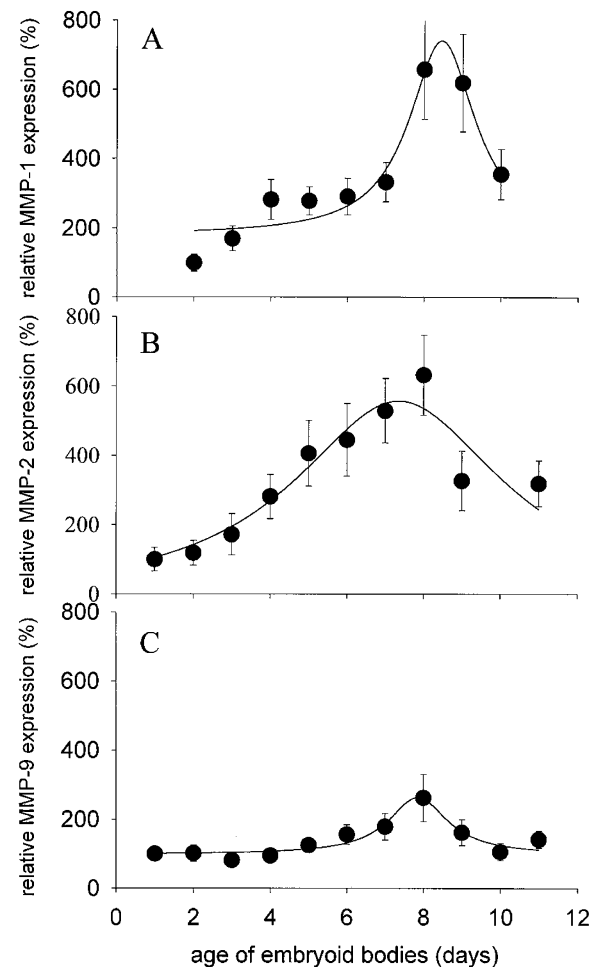 A
relative MMP-1 expression (%)
800
600
400
200
0
B
relative MMP-2 expression (%)
800
600
400
200
0
C
relative MMP-9 expression (%)
800
600
400
200
0
0 2 4 6 8 10 12
age of embryoid bodies (days)